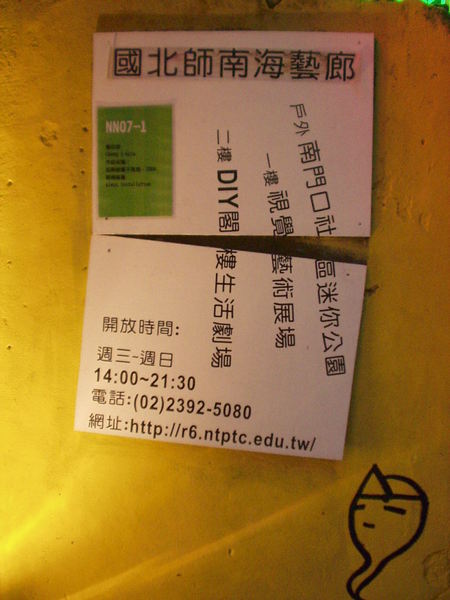 國北師南海藝廊
NN07-1
戶外 南門口社區迷你公園
一樓 視覺藝術展場
二樓 DIY閣樓生活劇場
開放時間:
週三-週日
14:00~21:30
電話:(02)2392-5080
網址:http://r6.ntptc.edu.tw/